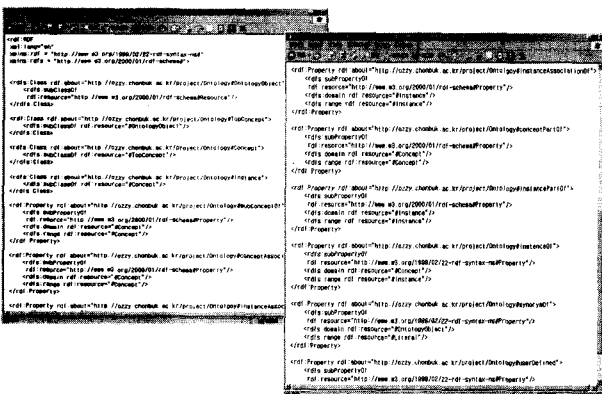 <rdf:RDF
xml:lang="en"
xmlns:rdf = "http://www.w3.org/1999/02/22-rdf-syntax-ns#"
xmlns:rdfs = "http://www.w3.org/2000/01/rdf-schema#">
<rdfs:Class rdf:about="http://ozzy.chonbuk.ac.kr/project/Ontology#OntologyObject">
<rdfs:subClassOf
rdf:resource="http://www.w3.org/2000/01/rdf-schema#Resource"/>
</rdfs:Class>
<rdfs:Class rdf:about="http://ozzy.chonbuk.ac.kr/project/Ontology#TopConcept">
<rdfs:subClassOf rdf:resource="#OntologyObject"/>
</rdfs:Class>
<rdfs:Class rdf:about="http://ozzy.chonbuk.ac.kr/project/Ontology#Concept">
<rdfs:subClassOf rdf:resource="#TopConcept"/>
</rdfs:Class>
<rdfs:Class rdf:about="http://ozzy.chonbuk.ac.kr/project/Ontology#Instance">
<rdfs:subClassOf rdf:resource="#Concept"/>
</rdfs:Class>
<rdf:Property rdf:about="http://ozzy.chonbuk.ac.kr/project/Ontology#subConceptOf"
<rdfs:subPropertyOf
rdf:resource="http://www.w3.org/2000/01/rdf-schema#Property"/>
<rdfs:domain rdf:resource="#Concept"/>
<rdfs:range rdf:resource="#Concept"/>
</rdf:Property>
<rdf:Property rdf:about="http://ozzy.chonbuk.ac.kr/project/Ontology#conceptAssoc
<rdfs:subPropertyOf
rdf:resource="http://www.w3.org/2000/01/rdf-schema#Property"/>
<rdfs:domain rdf:resource="#Concept"/>
<rdfs:range rdf:resource="#Concept"/>
</rdf:Property>
<rdf:Property rdf:about="http://ozzy.chonbuk.ac.kr/project/Ontology#instanceAssoc
<rdf:Property rdf:about="http://ozzy.chonbuk.ac.kr/project/Ontology#instanceAssociationOf">
<rdfs:subPropertyOf
rdf:resource="http://www.w3.org/2000/01/rdf-schema#Property"/>
<rdfs:domain rdf:resource="#Instance"/>
<rdfs:range rdf:resource="#Instance"/>
</rdf:Property>
<rdf:Property rdf:about="http://ozzy.chonbuk.ac.kr/project/Ontology#conceptPartOf">
<rdfs:subPropertyOf
rdf:resource="http://www.w3.org/2000/01/rdf-schema#Property"/>
<rdfs:domain rdf:resource="#Concept"/>
<rdfs:range rdf:resource="#Concept"/>
</rdf:Property>
<rdf:Property rdf:about="http://ozzy.chonbuk.ac.kr/project/Ontology#instancePartOf">
<rdfs:subPropertyOf
rdf:resource="http://www.w3.org/2000/01/rdf-schema#Property"/>
<rdfs:domain rdf:resource="#Instance"/>
<rdfs:range rdf:resource="#Instance"/>
</rdf:Property>
<rdf:Property rdf:about="http://ozzy.chonbuk.ac.kr/project/Ontology#instanceOf">
<rdfs:subPropertyOf
rdf:resource="http://www.w3.org/1999/02/22-rdf-syntax-ns#Property"/>
<rdfs:domain rdf:resource="#Concept"/>
<rdfs:range rdf:resource="#Instance"/>
</rdf:Property>
<rdf:Property rdf:about="http://ozzy.chonbuk.ac.kr/project/Ontology#synonymOf">
<rdfs:subPropertyOf
rdf:resource="http://www.w3.org/1999/02/22-rdf-syntax-ns#Property"/>
<rdfs:domain rdf:resource="#OntologyObject"/>
<rdfs:range rdf:resource="#Literal"/>
</rdf:Property>
<rdf:Property rdf:about="http://ozzy.chonbuk.ac.kr/project/Ontology#userDefined">
<rdfs:subPropertyOf
rdf:resource="http://www.w3.org/1999/02/22-rdf-syntax-ns#Property"/>